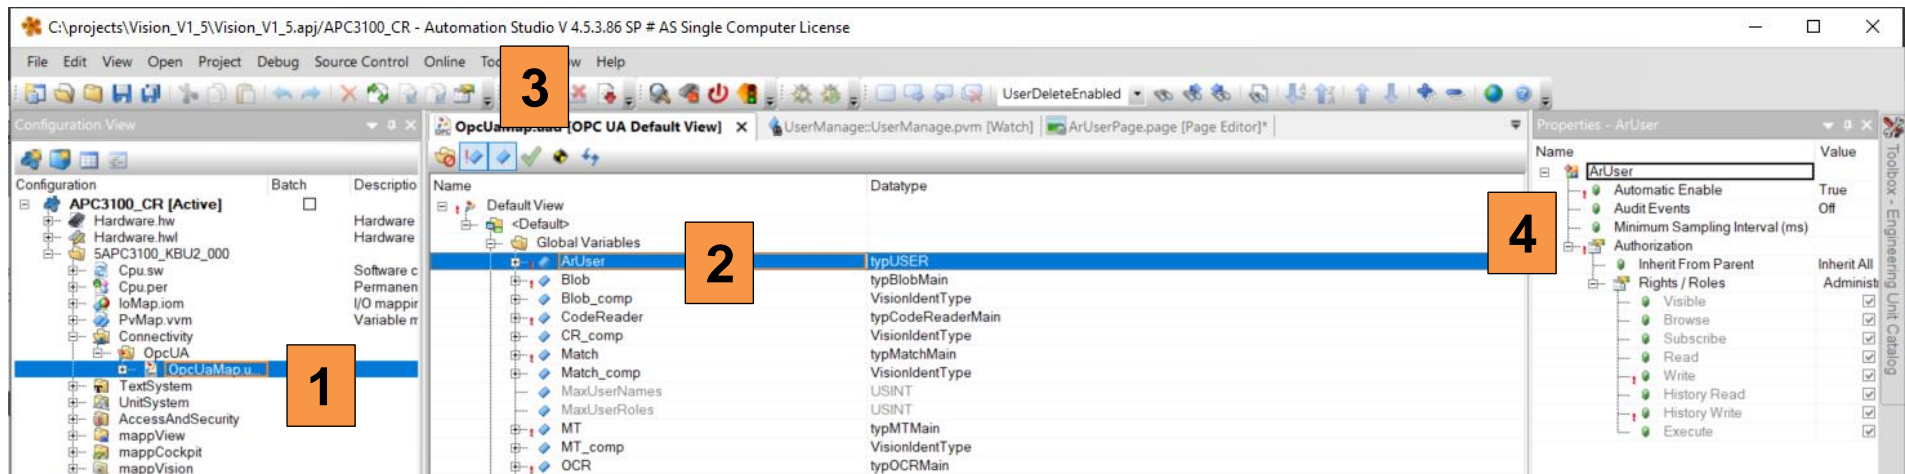 C:\projects\Vision_V1_5\Vision_V1_5.apj/APC3100_CR - Automation Studio V 4.5.3.86 SP # AS Single Computer License
File Edit View Open Project Debug Source Control Online Help
3
UserDeleteEnabled
Configuration View
[OPC UA Default View] X UserManage::UserManage.pvm [Watch] ArUserPage.page [Page Editor]*
Properties - ArUser
Toolbox - Engineering Unit Catalog
Configuration Batch Descriptio
APC3100_CR [Active]
Hardware.hw Hardware
Hardware.hwl Hardware
5APC3100_KBU2_000
Cpu.sw Software c
Cpu.per Permanen
IoMap.iom I/O mappir
PvMap.vvm Variable m
Connectivity
OpcUA
OpcUaMap.u...
TextSystem
UnitSystem
AccessAndSecurity
mappView
mappCockpit
mappVision
1
Name Datatype
Default View
<Default>
Global Variables
ArUser typUSER
Blob typBlobMain
Blob_comp VisionIdentType
CodeReader typCodeReaderMain
CR_comp VisionIdentType
Match typMatchMain
Match_comp VisionIdentType
MaxUserNames USINT
MaxUserRoles USINT
MT typMTMain
MT_comp VisionIdentType
OCR typOCRMain
2
Name Value
ArUser
Automatic Enable True
Audit Events Off
Minimum Sampling Interval (ms)
Authorization
Inherit From Parent Inherit All
Rights / Roles Administ
Visible
Browse
Subscribe
Read
Write
History Read
History Write
Execute
4